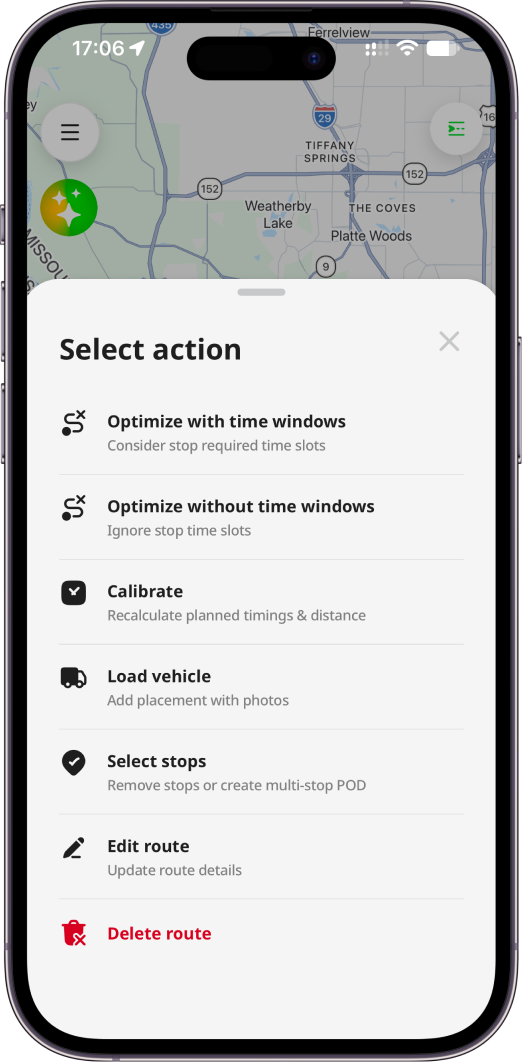 17:06
435
Ferrelview
ey
29
16
TIFFANY
SPRINGS
152
152
Weatherby
Lake
THE COVES
Platte Woods
MISSOU
9
Select action
Optimize with time windows
Consider stop required time slots
Optimize without time windows
Ignore stop time slots
Calibrate
Recalculate planned timings & distance
Load vehicle
Add placement with photos
Select stops
Remove stops or create multi-stop POD
Edit route
Update route details
Delete route